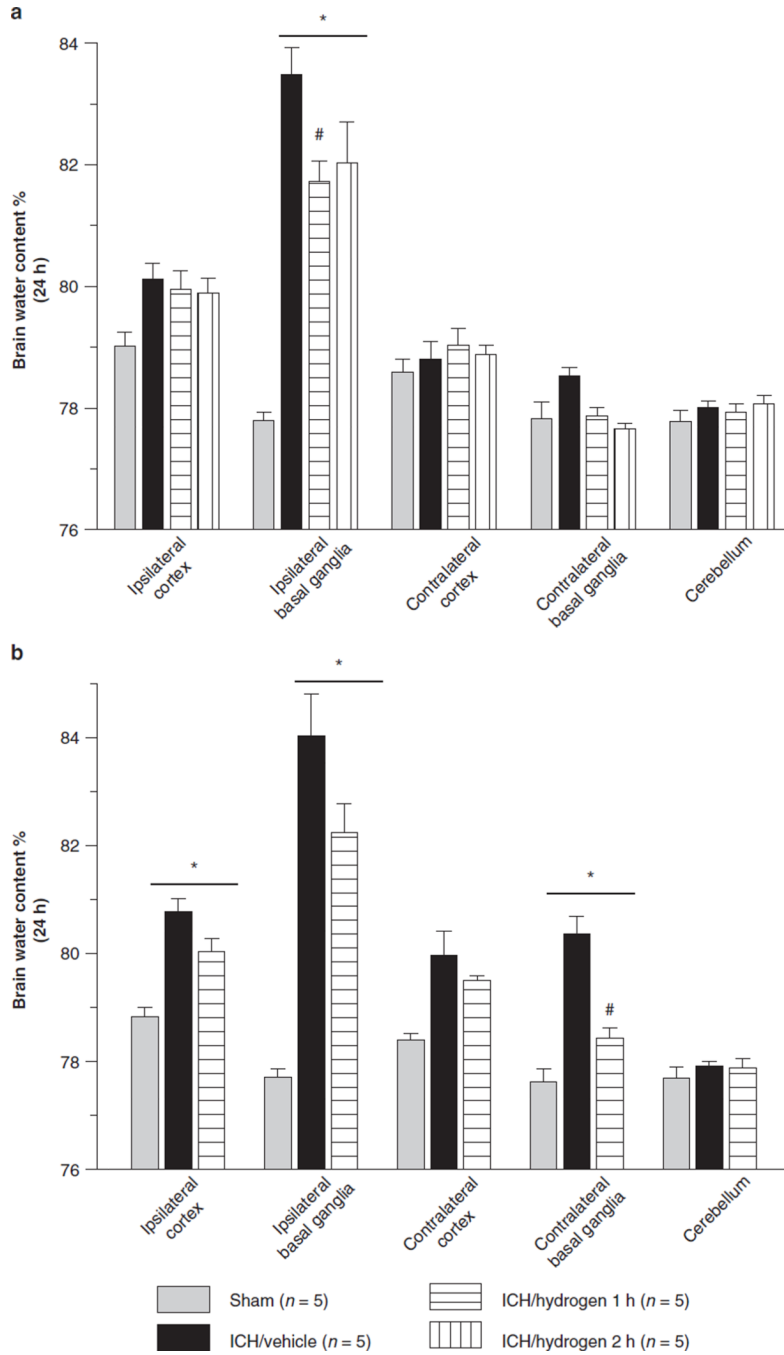 a
*
84
#
82
80
78
76
Brain water content %
(24 h)
Ipsilateral
cortex
Ipsilateral
basal ganglia
Contralateral
cortex
Contralateral
basal ganglia
Cerebellum
b
*
84
82
*
*
80
#
78
76
Brain water content %
(24 h)
Ipsilateral
cortex
Ipsilateral
basal ganglia
Contralateral
cortex
Contralateral
basal ganglia
Cerebellum
Sham (n = 5)
ICH/hydrogen 1 h (n = 5)
ICH/vehicle (n = 5)
ICH/hydrogen 2 h (n = 5)